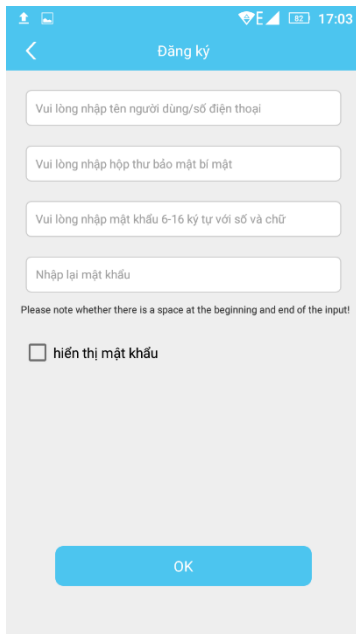 82 17:03
Đăng ký
Vui lòng nhập tên người dùng/số điện thoại
Vui lòng nhập hộp thư bảo mật bí mật
Vui lòng nhập mật khẩu 6-16 ký tự với số và chữ
Nhập lại mật khẩu
Please note whether there is a space at the beginning and end of the input!
hiển thị mật khẩu
OK